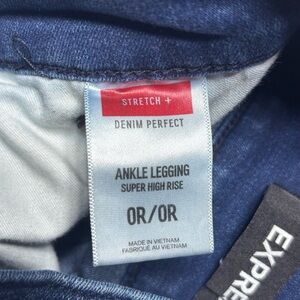 STRETCH +
DENIM PERFECT
ANKLE LEGGING
SUPER HIGH RISE
0R/0R
MADE IN VIETNAM
FABRIQUÉ AU VIETNAM
EXPRE